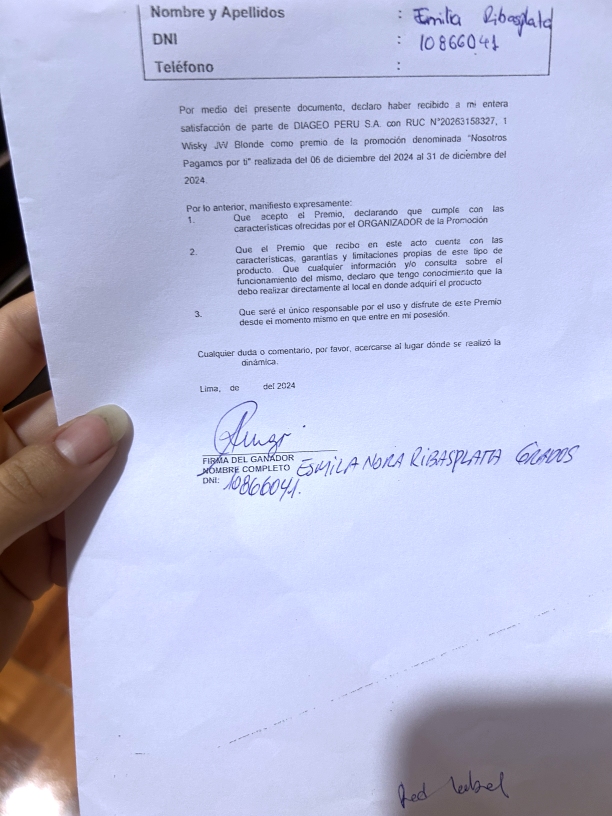 Nombre y Apellidos : Emilia Ribasplata
DNI : 10866041
Teléfono :
Por medio del presente documento, declaro haber recibido a mi entera
satisfacción de parte de DIAGEO PERU S.A. con RUC N°20263158327, 1
Wisky JW Blonde como premio de la promoción denominada "Nosotros
Pagamos por ti" realizada del 06 de diciembre del 2024 al 31 de diciembre del
2024.
Por lo anterior, manifiesto expresamente:
1. Que acepto el Premio, declarando que cumple con las
características ofrecidas por el ORGANIZADOR de la Promoción
2. Que el Premio que recibo en este acto cuenta con las
características, garantías y limitaciones propias de este tipo de
producto. Que cualquier información y/o consulta sobre el
funcionamiento del mismo, declaro que tengo conocimiento que la
debo realizar directamente al local en donde adquirí el producto
3. Que seré el único responsable por el uso y disfrute de este Premio
desde el momento mismo en que entre en mi posesión.
Cualquier duda o comentario, por favor, acercarse al lugar dónde se realizó la
dinámica.
Lima, de del 2024
FIRMA DEL GANADOR
NOMBRE COMPLETO ESMILA NORA RIBASPLATA GRADOS
DNI: 10866041.
Red Label